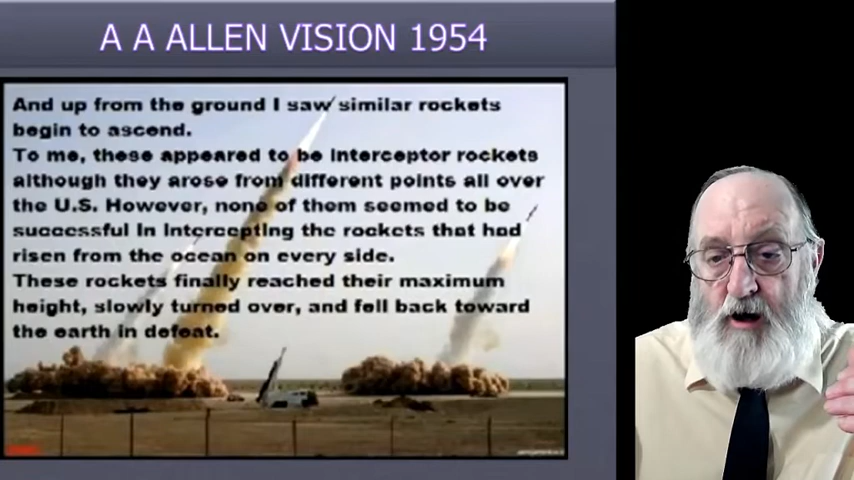 A A ALLEN VISION 1954
And up from the ground I saw similar rockets
begin to ascend.
To me, these appeared to be interceptor rockets
although they arose from different points all over
the U.S. However, none of them seemed to be
successful in intercepting the rockets that had
risen from the ocean on every side.
These rockets finally reached their maximum
height, slowly turned over, and fell back toward
the earth in defeat.